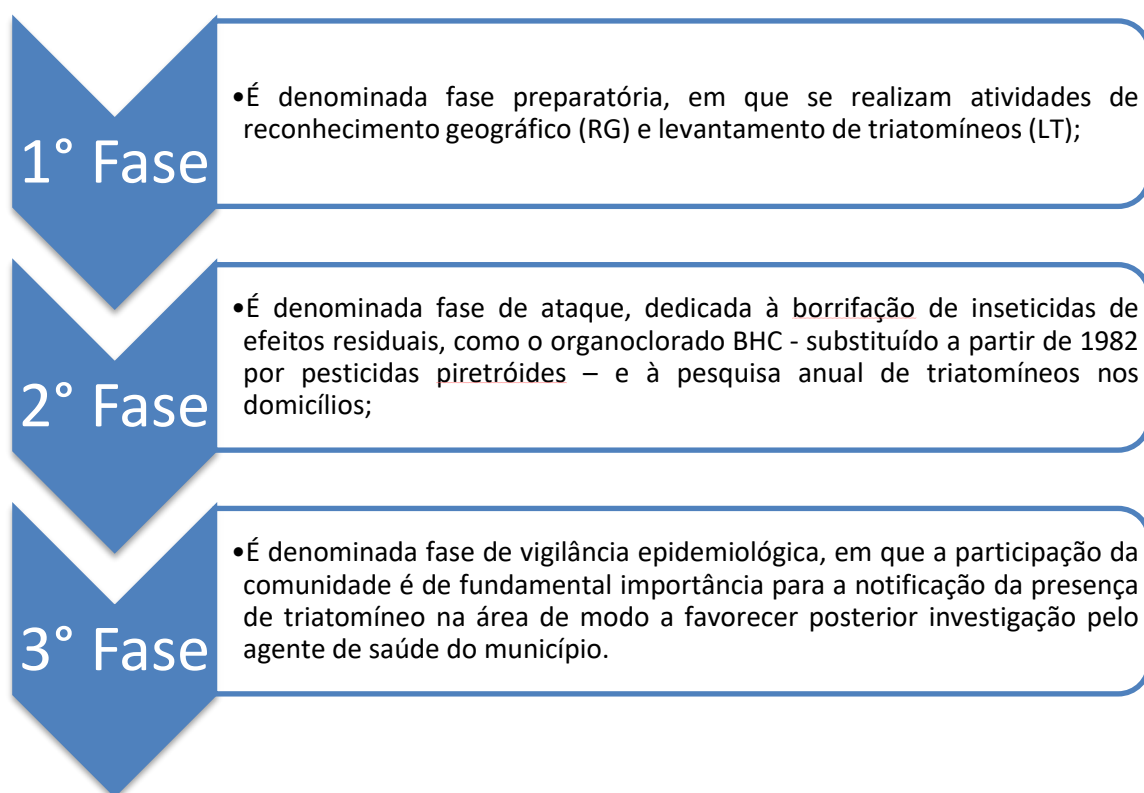 1° Fase
•É denominada fase preparatória, em que se realizam atividades de
reconhecimento geográfico (RG) e levantamento de triatomíneos (LT);
2° Fase
•É denominada fase de ataque, dedicada à borrifação de inseticidas de
efeitos residuais, como o organoclorado BHC - substituído a partir de 1982
por pesticidas piretróides – e à pesquisa anual de triatomíneos nos
domicílios;
3° Fase
•É denominada fase de vigilância epidemiológica, em que a participação da
comunidade é de fundamental importância para a notificação da presença
de triatomíneo na área de modo a favorecer posterior investigação pelo
agente de saúde do município.